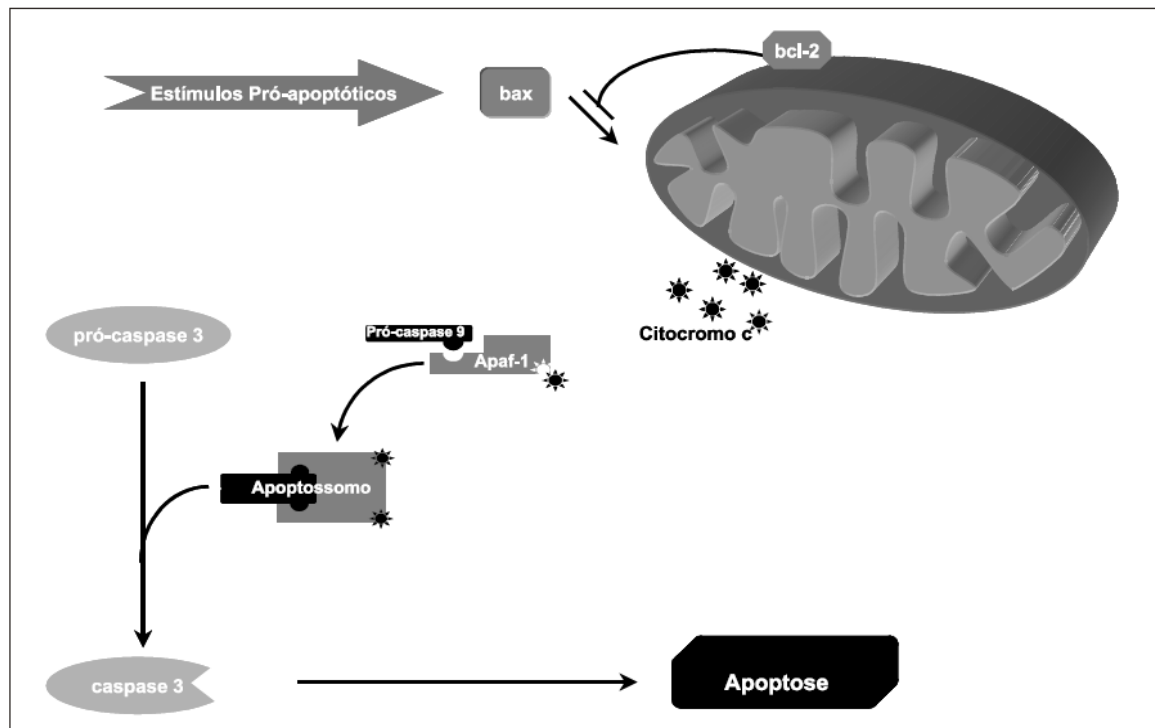 bcl-2
Estímulos Pró-apoptóticos
bax
Citocromo c
pró-caspase 3
Pró-caspase 9
Apaf-1
Apoptossomo
caspase 3
Apoptose